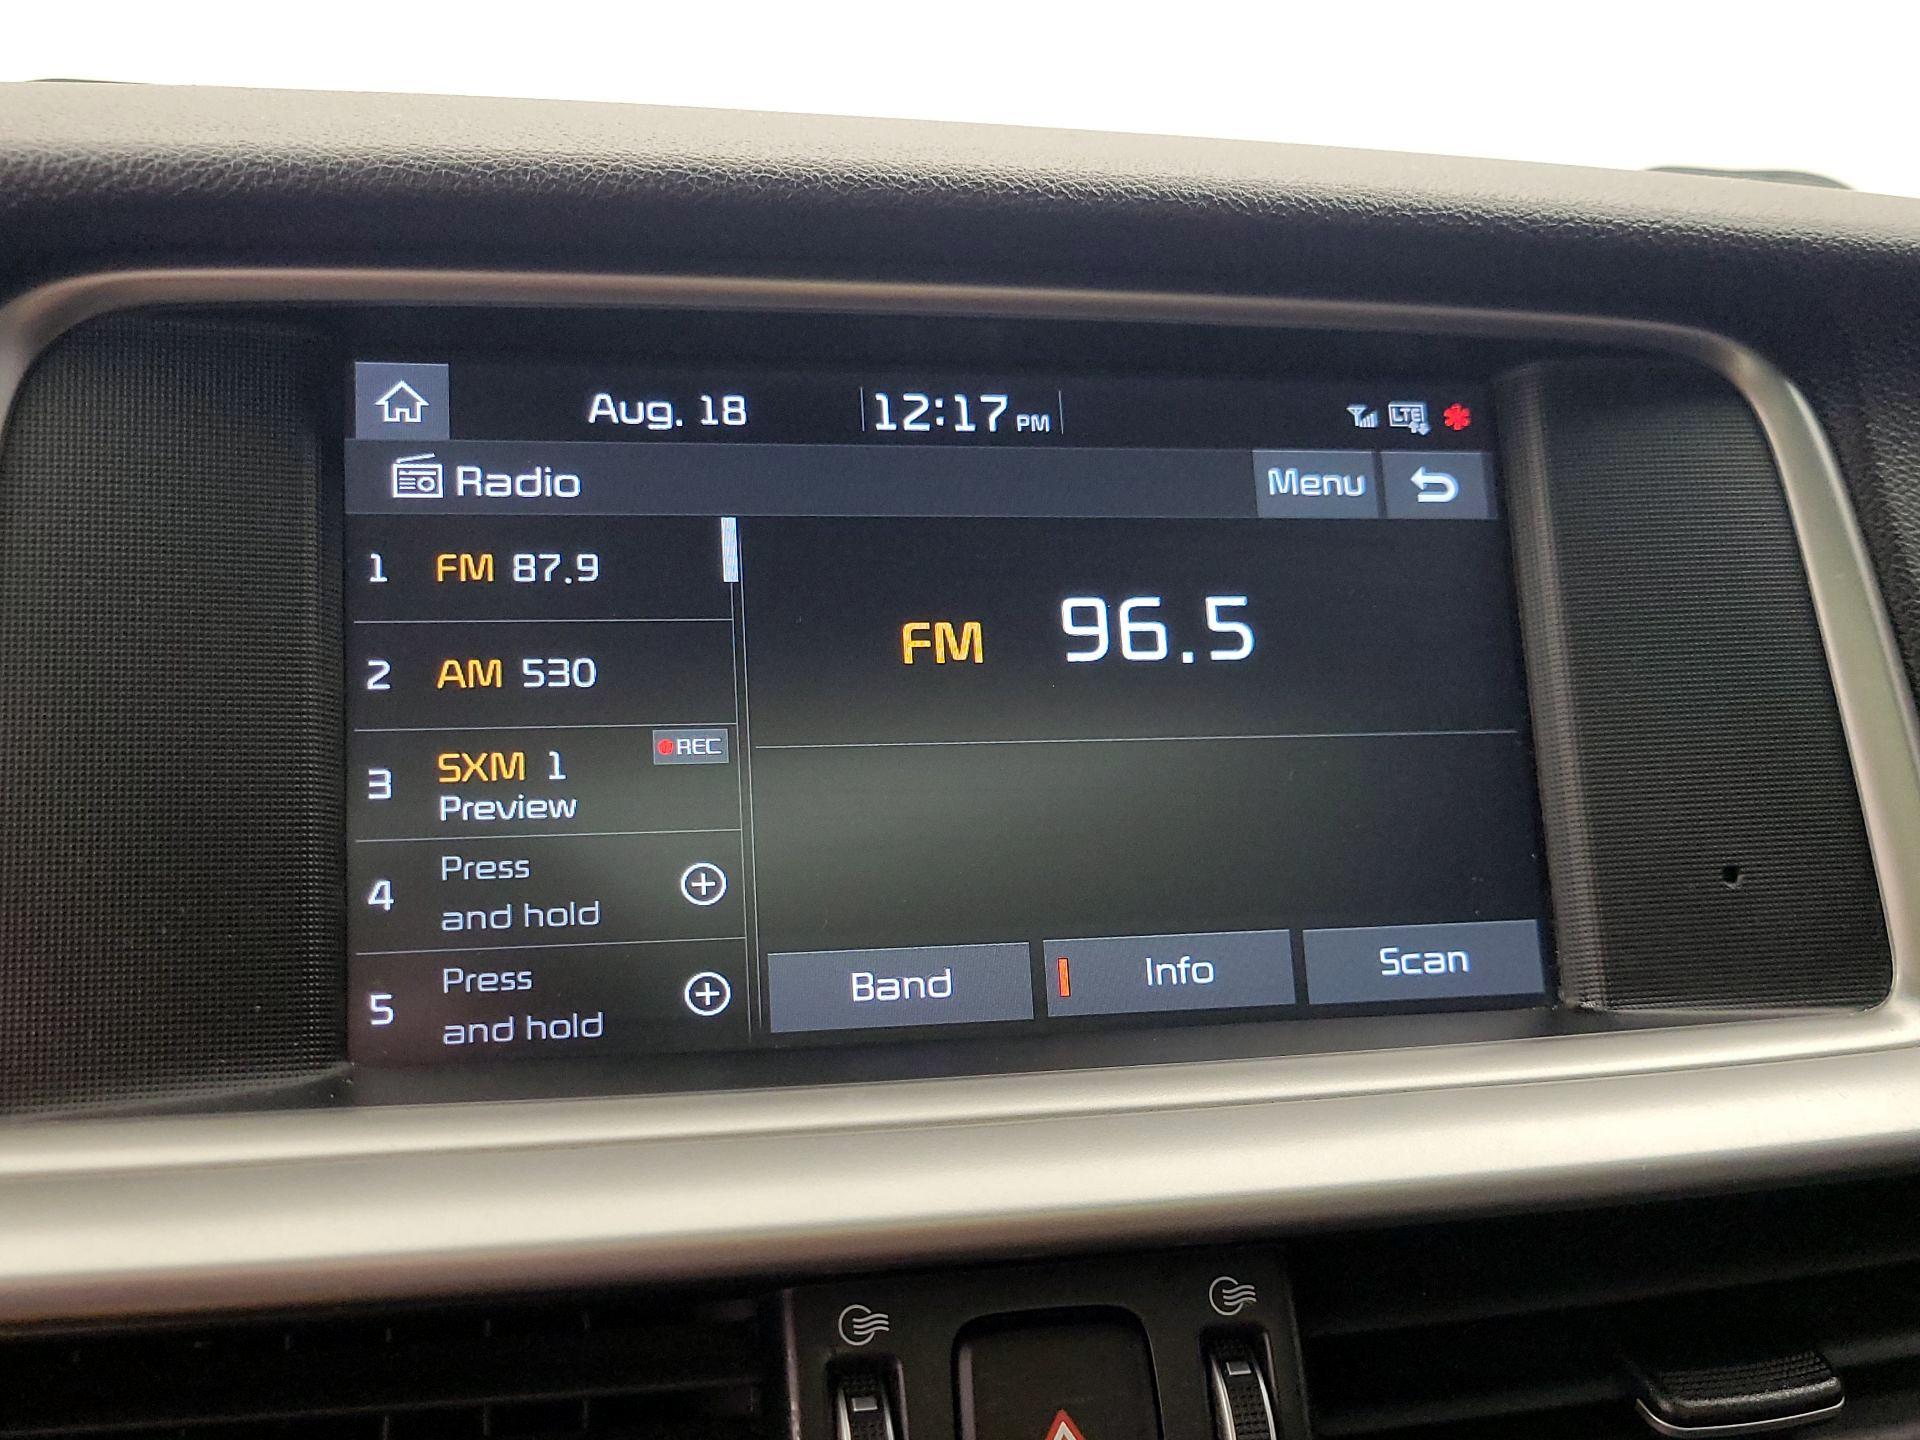 Aug. 18 12:17 PM LTE
Radio Menu
1 FM 87.9
2 AM 530
3 SXM 1 REC
Preview
4 Press
and hold
5 Press
and hold
FM 96.5
Band Info Scan